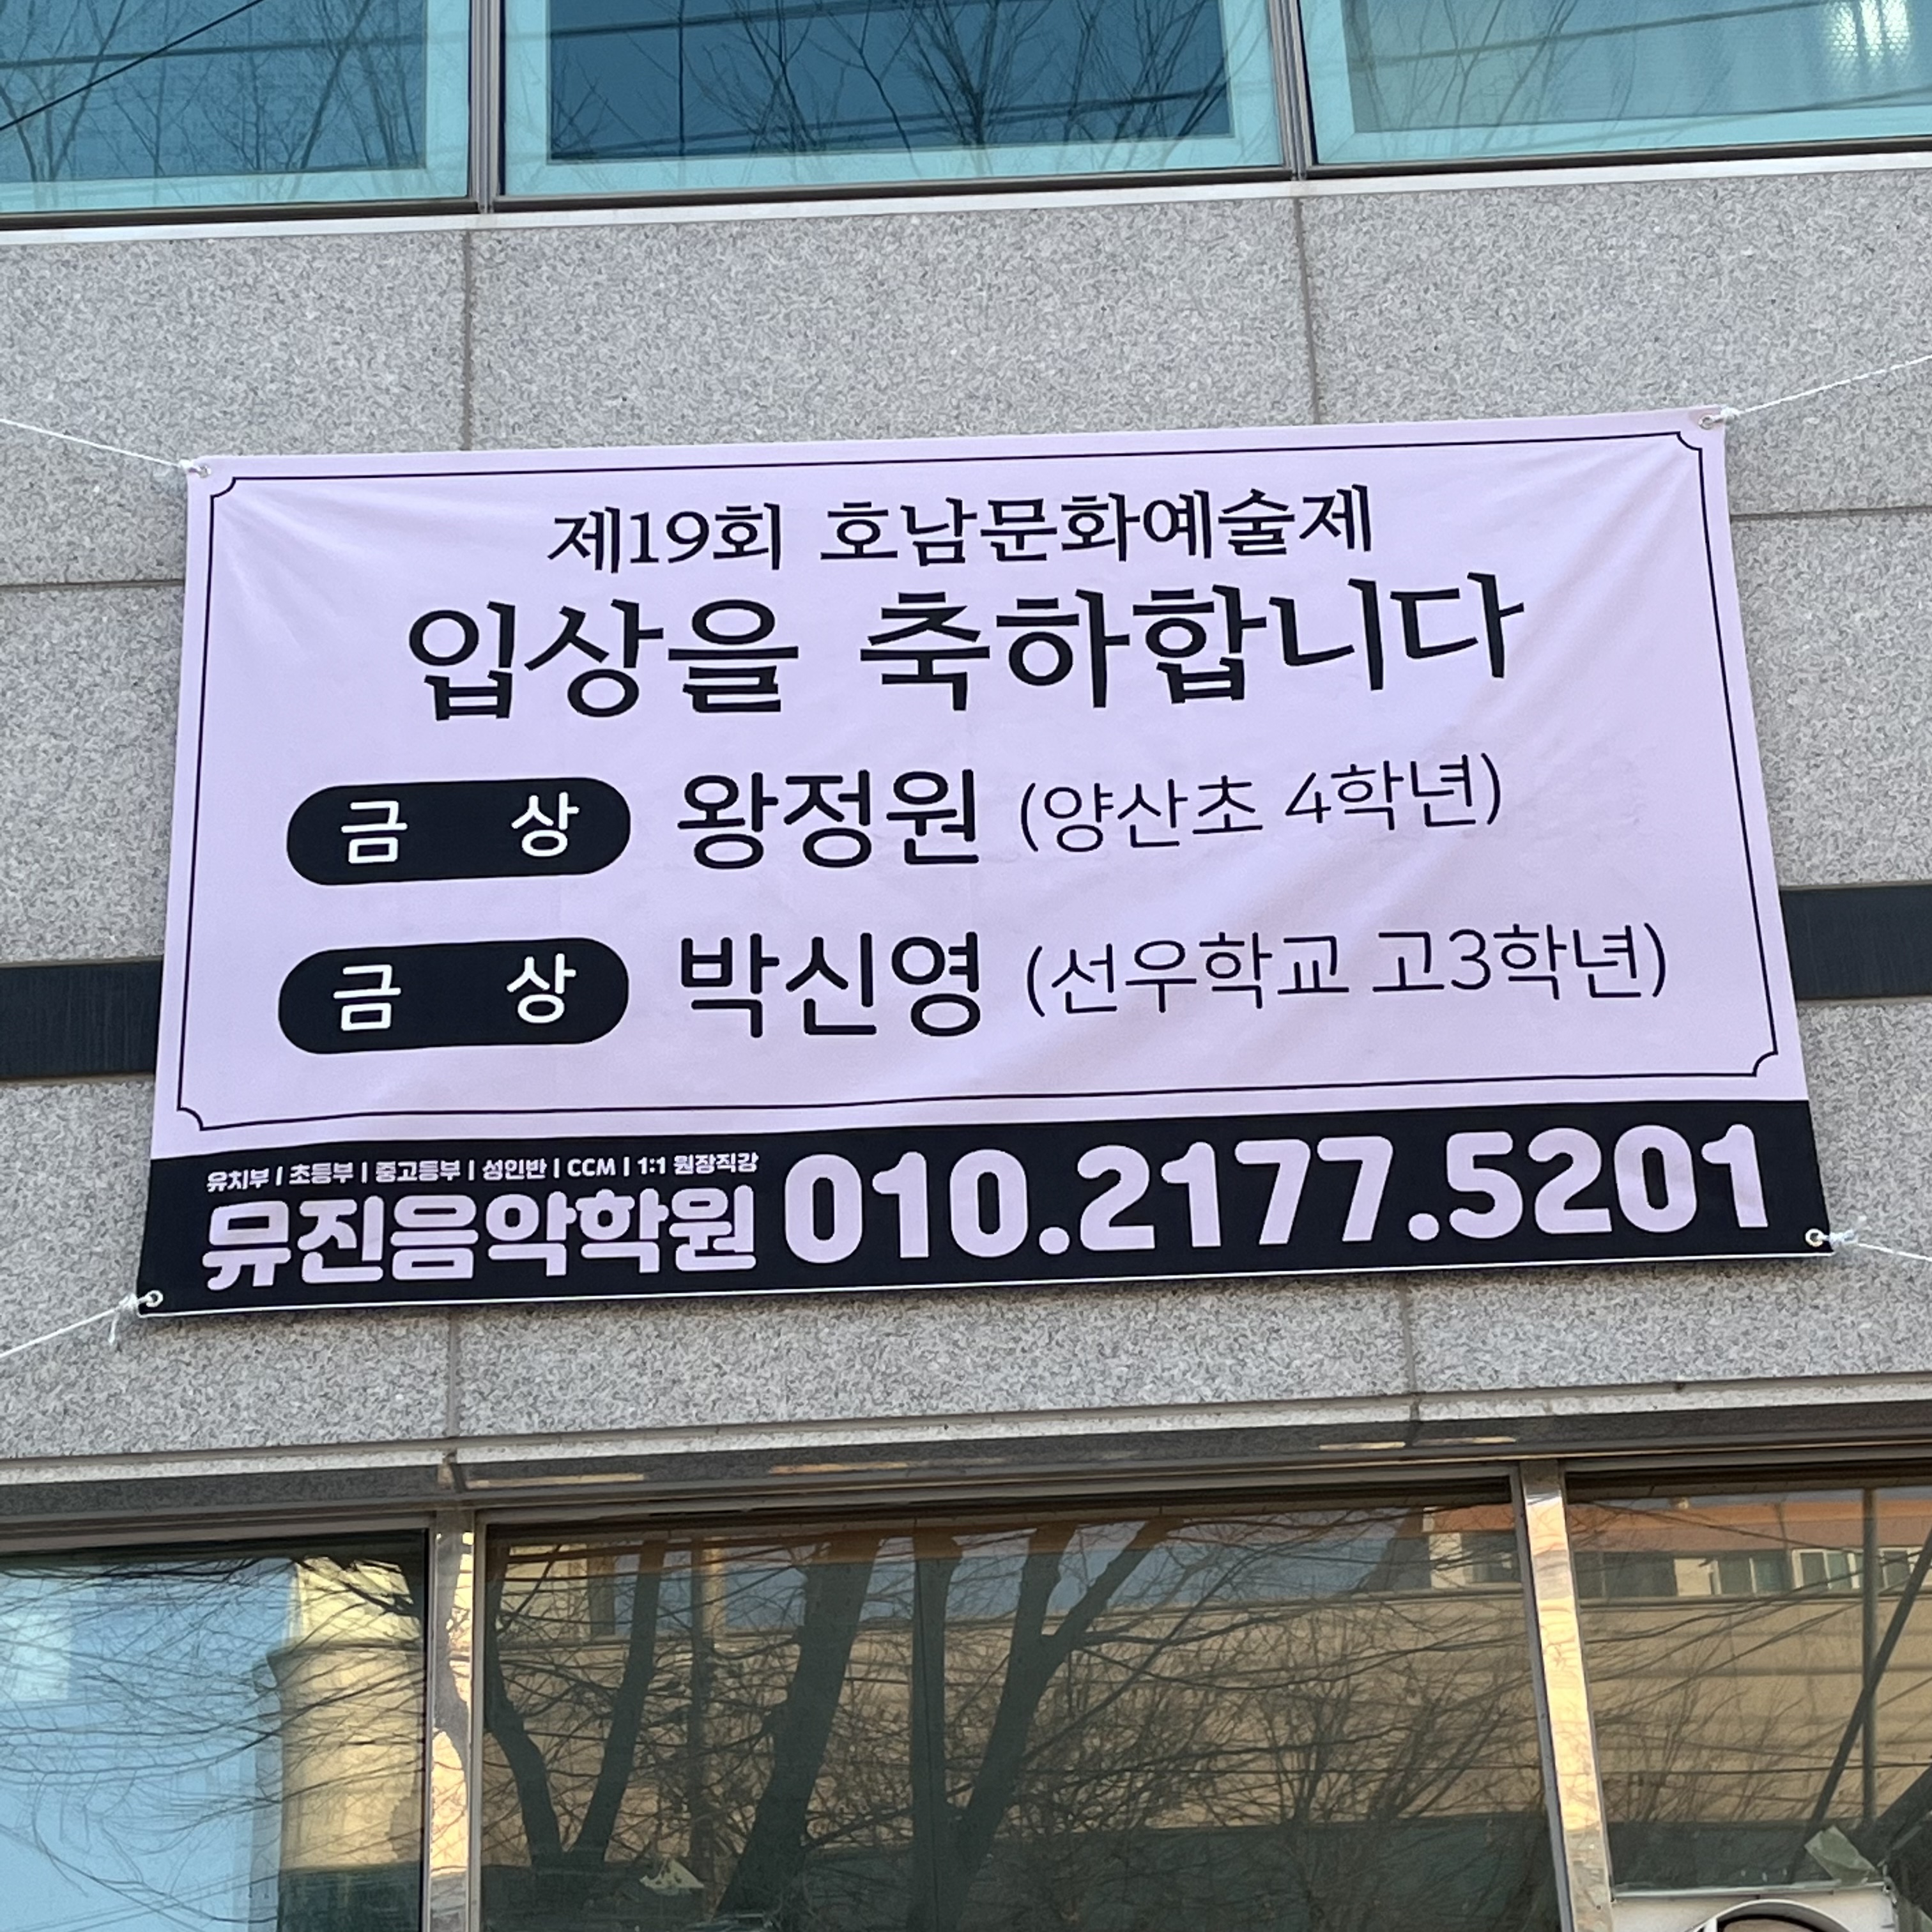 제19회 호남문화예술제
입상을 축하합니다
금 상 왕정원 (양산초 4학년)
금 상 박신영 (선우학교 고3학년)
유치부 | 초등부 | 중고등부 | 성인반 | CCM | 1:1 원장직강
뮤진음악학원 010.2177.5201